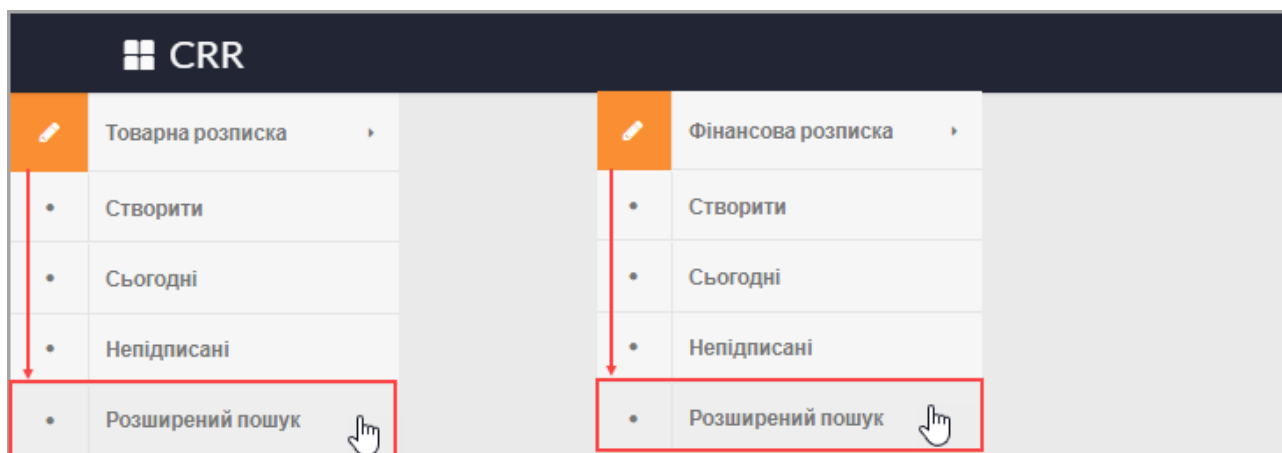 CRR
Товарна розписка
Створити
Сьогодні
Непідписані
Розширений пошук
Фінансова розписка
Створити
Сьогодні
Непідписані
Розширений пошук